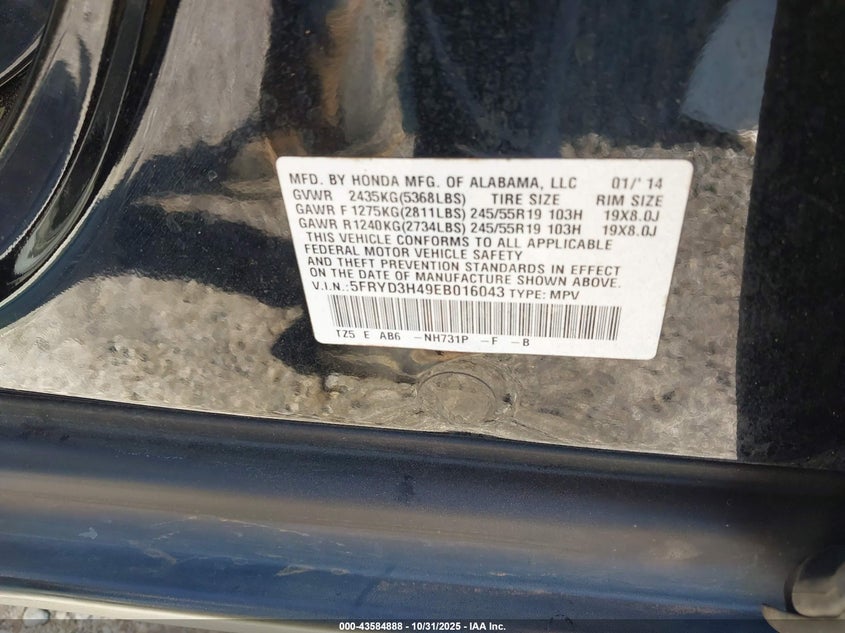 MFD. BY HONDA MFG. OF ALABAMA, LLC 01/'14
GVWR 2435KG(5368LBS) TIRE SIZE RIM SIZE
GAWR F 1275KG(2811LBS) 245/55R19 103H 19X8.0J
GAWR R1240KG(2734LBS) 245/55R19 103H 19X8.0J
THIS VEHICLE CONFORMS TO ALL APPLICABLE
FEDERAL MOTOR VEHICLE SAFETY
AND THEFT PREVENTION STANDARDS IN EFFECT
ON THE DATE OF MANUFACTURE SHOWN ABOVE.
V.I.N.:5FRYD3H49EB016043 TYPE: MPV
TZ5 E AB6 -NH731P -F -B
000-43584888 - 10/31/2025 - IAA Inc.